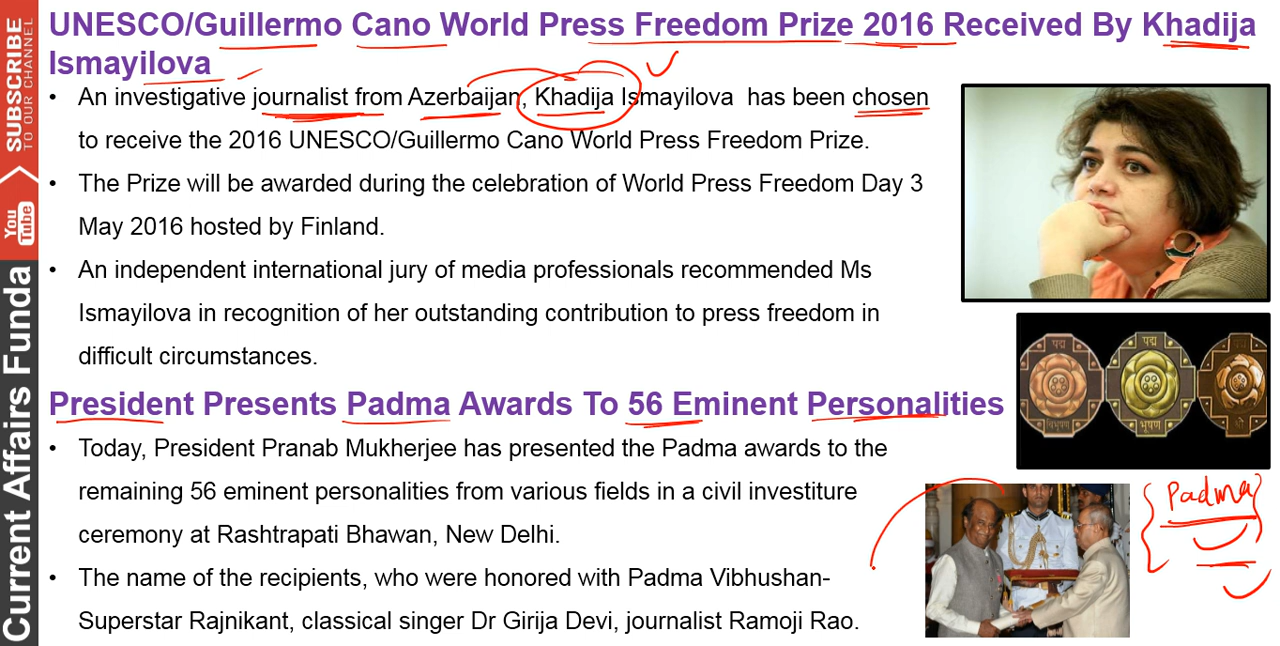 UNESCO/Guillermo Cano World Press Freedom Prize 2016 Received By Khadija
Ismayilova
• An investigative journalist from Azerbaijan, Khadija Ismayilova has been chosen
to receive the 2016 UNESCO/Guillermo Cano World Press Freedom Prize.
• The Prize will be awarded during the celebration of World Press Freedom Day 3
May 2016 hosted by Finland.
• An independent international jury of media professionals recommended Ms
Ismayilova in recognition of her outstanding contribution to press freedom in
difficult circumstances.
President Presents Padma Awards To 56 Eminent Personalities
• Today, President Pranab Mukherjee has presented the Padma awards to the
remaining 56 eminent personalities from various fields in a civil investiture
ceremony at Rashtrapati Bhawan, New Delhi.
• The name of the recipients, who were honored with Padma Vibhushan-
Superstar Rajnikant, classical singer Dr Girija Devi, journalist Ramoji Rao.
SUBSCRIBE
TO OUR CHANNEL
You
Tube
Current Affairs Funda
पद्म
पद्म
विभूषण
भूषण
श्री
Padma